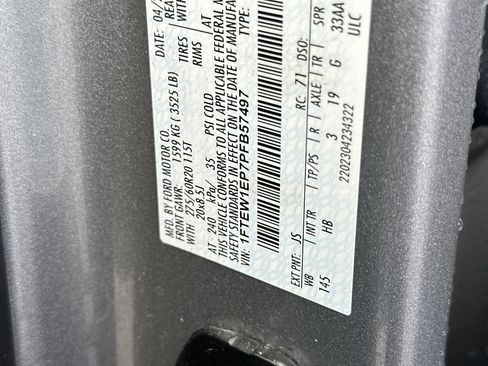 MFD. BY FORD MOTOR CO.
DATE: 04/
FRONT GAWR:
1599 KG ( 3525 LB)
REA
WITH
275/60R20 115T
TIRES
WITH
20x8.5J
RIMS
AT
AT 240 kPa/ 35 PSI COLD
THIS VEHICLE CONFORMS TO ALL APPLICABLE FEDERAL M
SAFETY STANDARDS IN EFFECT ON THE DATE OF MANUFA
VIN: 1FTEW1EP7PFB57497
TYPE:
EXT PNT: JS
RC: 71
DSO:
WB
INT TR
TP/PS
R
AXLE
TR
SPR
145
HB
3
19
G
33AA
2202304234322
ULC